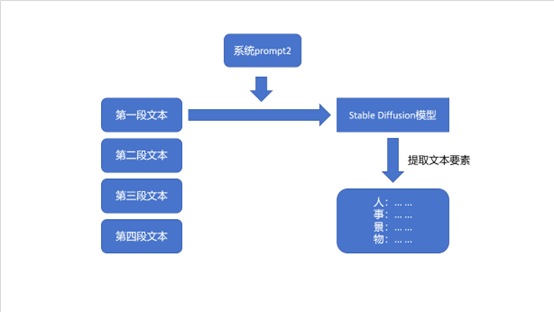 系统prompt2
第一段文本
Stable Diffusion模型
第二段文本
提取文本要素
第三段文本
第四段文本
人：... ...
事：... ...
景：... ...
物：... ...